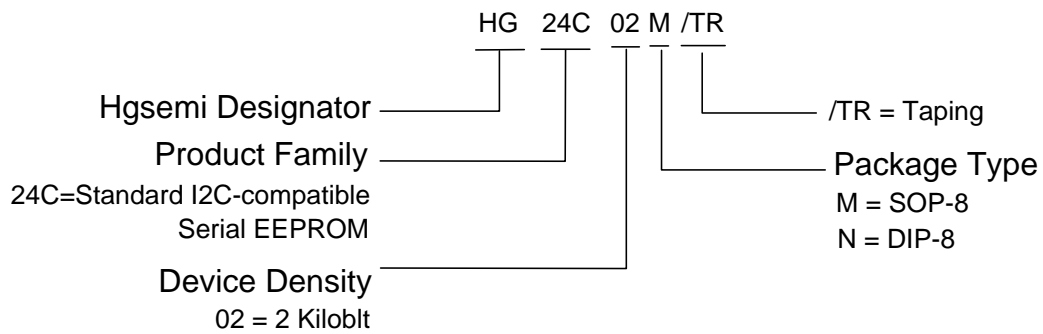 HG 24C 02 M /TR
Hgsemi Designator
/TR = Taping
Product Family
24C=Standard I2C-compatible
Serial EEPROM
Package Type
M = SOP-8
N = DIP-8
Device Density
02 = 2 Kiloblt